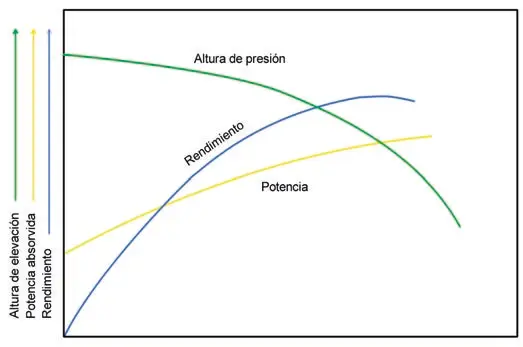 Altura de presión
Rendimiento
Potencia
Altura de elevación
Potencia absorvida
Rendimiento